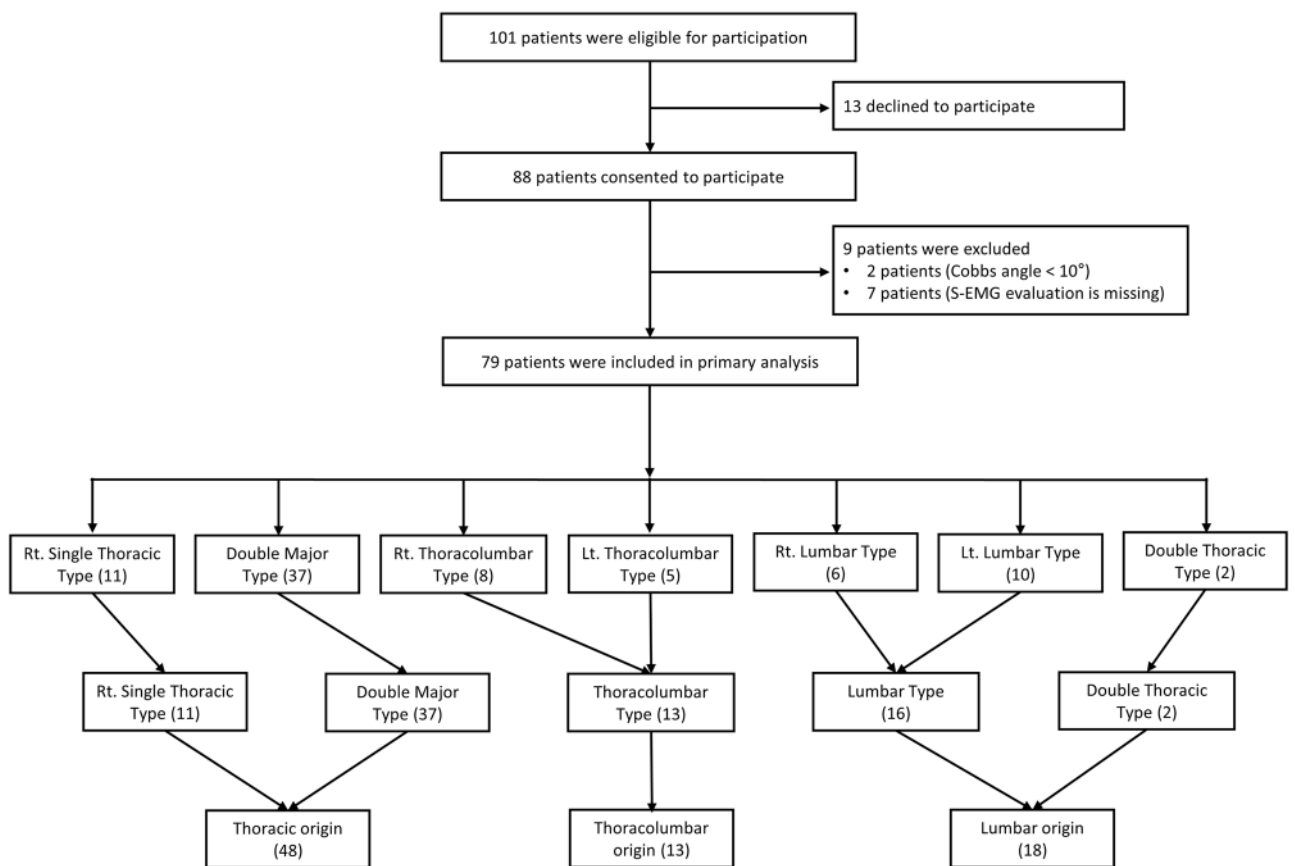 101 patients were eligible for participation
13 declined to participate
88 patients consented to participate
9 patients were excluded
• 2 patients (Cobbs angle < 10°)
• 7 patients (S-EMG evaluation is missing)
79 patients were included in primary analysis
Rt. Single Thoracic
Type (11)
Double Major
Type (37)
Rt. Thoracolumbar
Type (8)
Lt. Thoracolumbar
Type (5)
Rt. Lumbar Type
(6)
Lt. Lumbar Type
(10)
Double Thoracic
Type (2)
Rt. Single Thoracic
Type (11)
Double Major
Type (37)
Thoracolumbar
Type (13)
Lumbar Type
(16)
Double Thoracic
Type (2)
Thoracic origin
(48)
Thoracolumbar
origin (13)
Lumbar origin
(18)